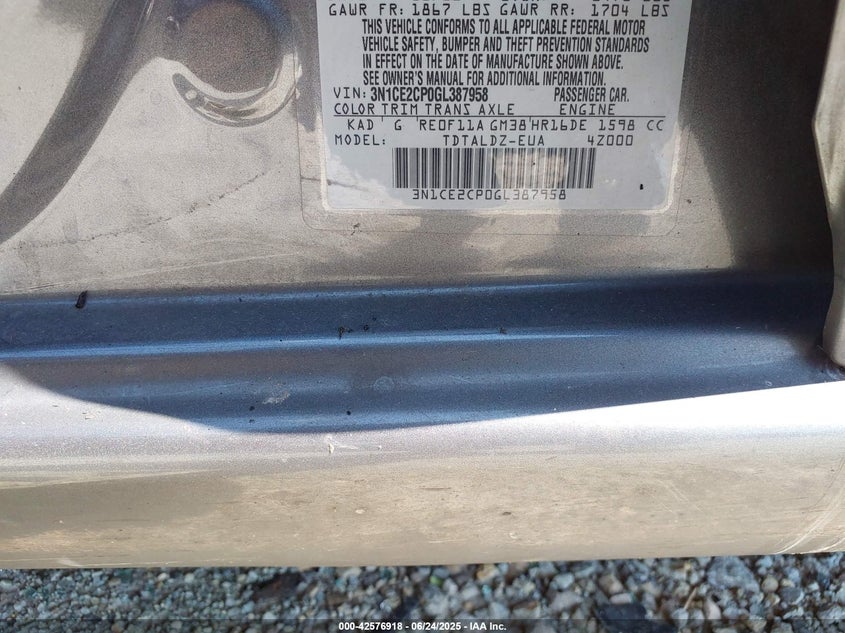 GAWR FR: 1867 LBS GAWR RR: 1704 LBS
THIS VEHICLE CONFORMS TO ALL APPLICABLE FEDERAL MOTOR
VEHICLE SAFETY, BUMPER AND THEFT PREVENTION STANDARDS
IN EFFECT ON THE DATE OF MANUFACTURE SHOWN ABOVE.
SEE OWNER'S MANUAL FOR ADDITIONAL INFORMATION.
VIN: 3N1CE2CP0GL387958 PASSENGER CAR.
COLOR TRIM TRANS AXLE ENGINE
KAD G RE0F11A GM38 HR16DE 1598 CC
MODEL: TDTALDZ-EUA 4Z000
3N1CE2CP0GL387958
000-42576918 - 06/24/2025 - IAA Inc.